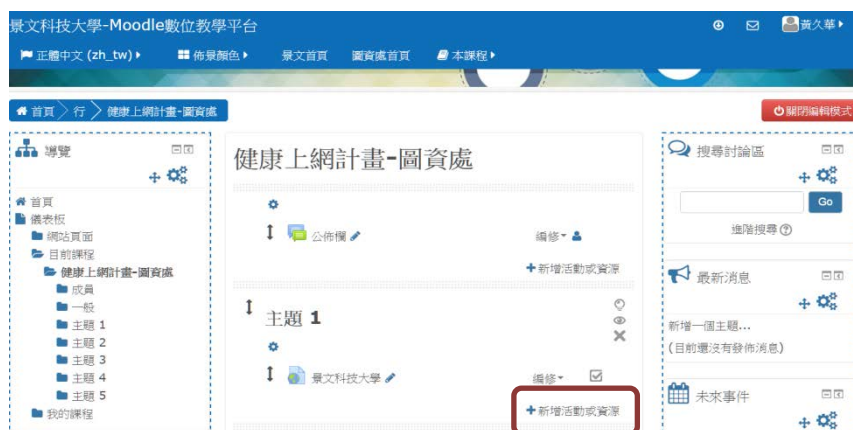 景文科技大學-Moodle數位教學平台
黃久華
正體中文 (zh_tw)
佈景顏色
景文首頁
圖資處首頁
本課程
首頁
行
健康上網計畫-圖資處
關閉編輯模式
導覽
首頁
儀表板
網站頁面
目前課程
健康上網計畫-圖資處
成員
一般
主題 1
主題 2
主題 3
主題 4
主題 5
我的課程
健康上網計畫-圖資處
公佈欄
編修
新增活動或資源
主題 1
景文科技大學
編修
新增活動或資源
搜尋討論區
Go
進階搜尋
最新消息
新增一個主題...
(目前還沒有發佈消息)
未來事件